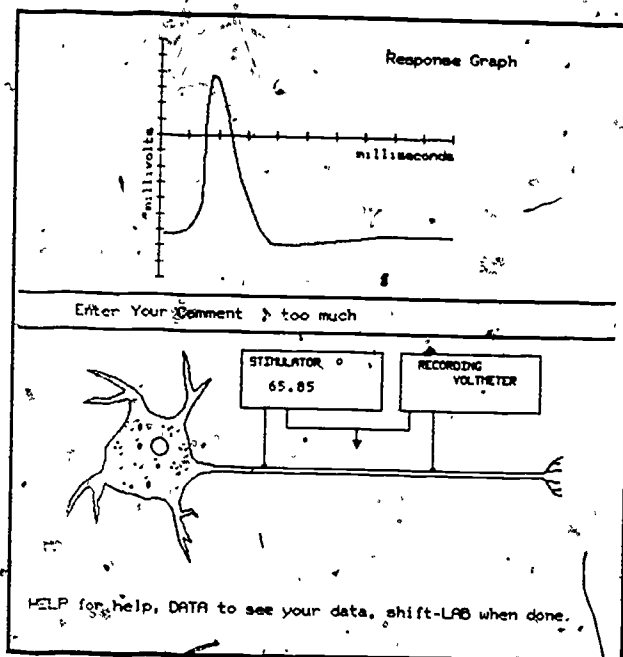 Response Graph
millivolts
milliseconds
Enter Your Comment > too much
STIMULATOR
65.85
RECORDING
VOLTMETER
HELP for help, DATA to see your data, shift-LAB when done.